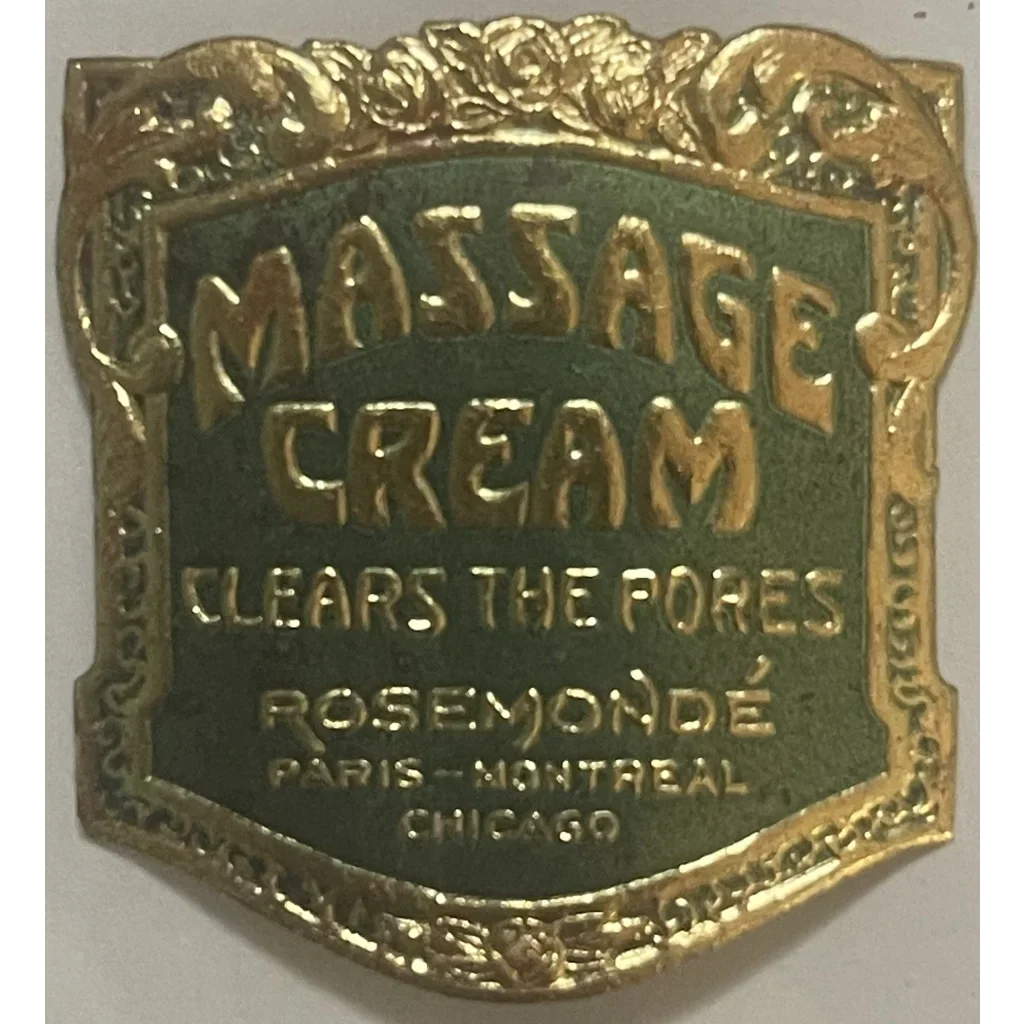 MASSAGE
CREAM
CLEARS THE PORES
ROSEMONDÉ
PARIS - MONTREAL
CHICAGO